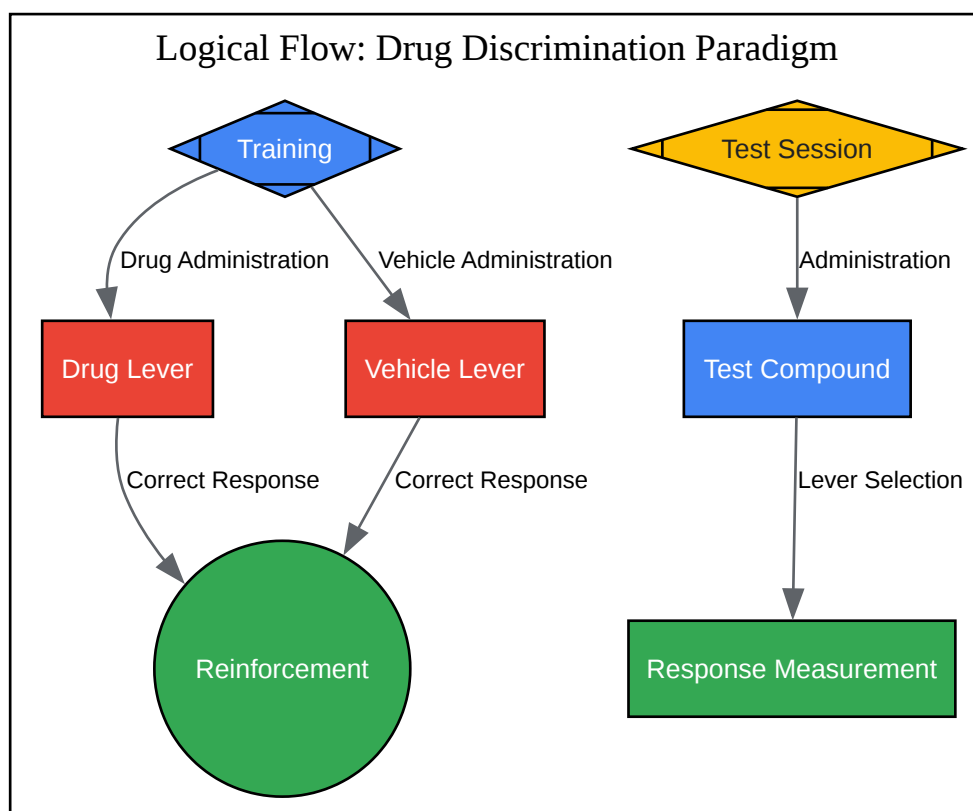 Logical Flow: Drug Discrimination Paradigm
Training
Test Session
Drug Administration
Vehicle Administration
Administration
Drug Lever
Vehicle Lever
Test Compound
Correct Response
Correct Response
Lever Selection
Reinforcement
Response Measurement